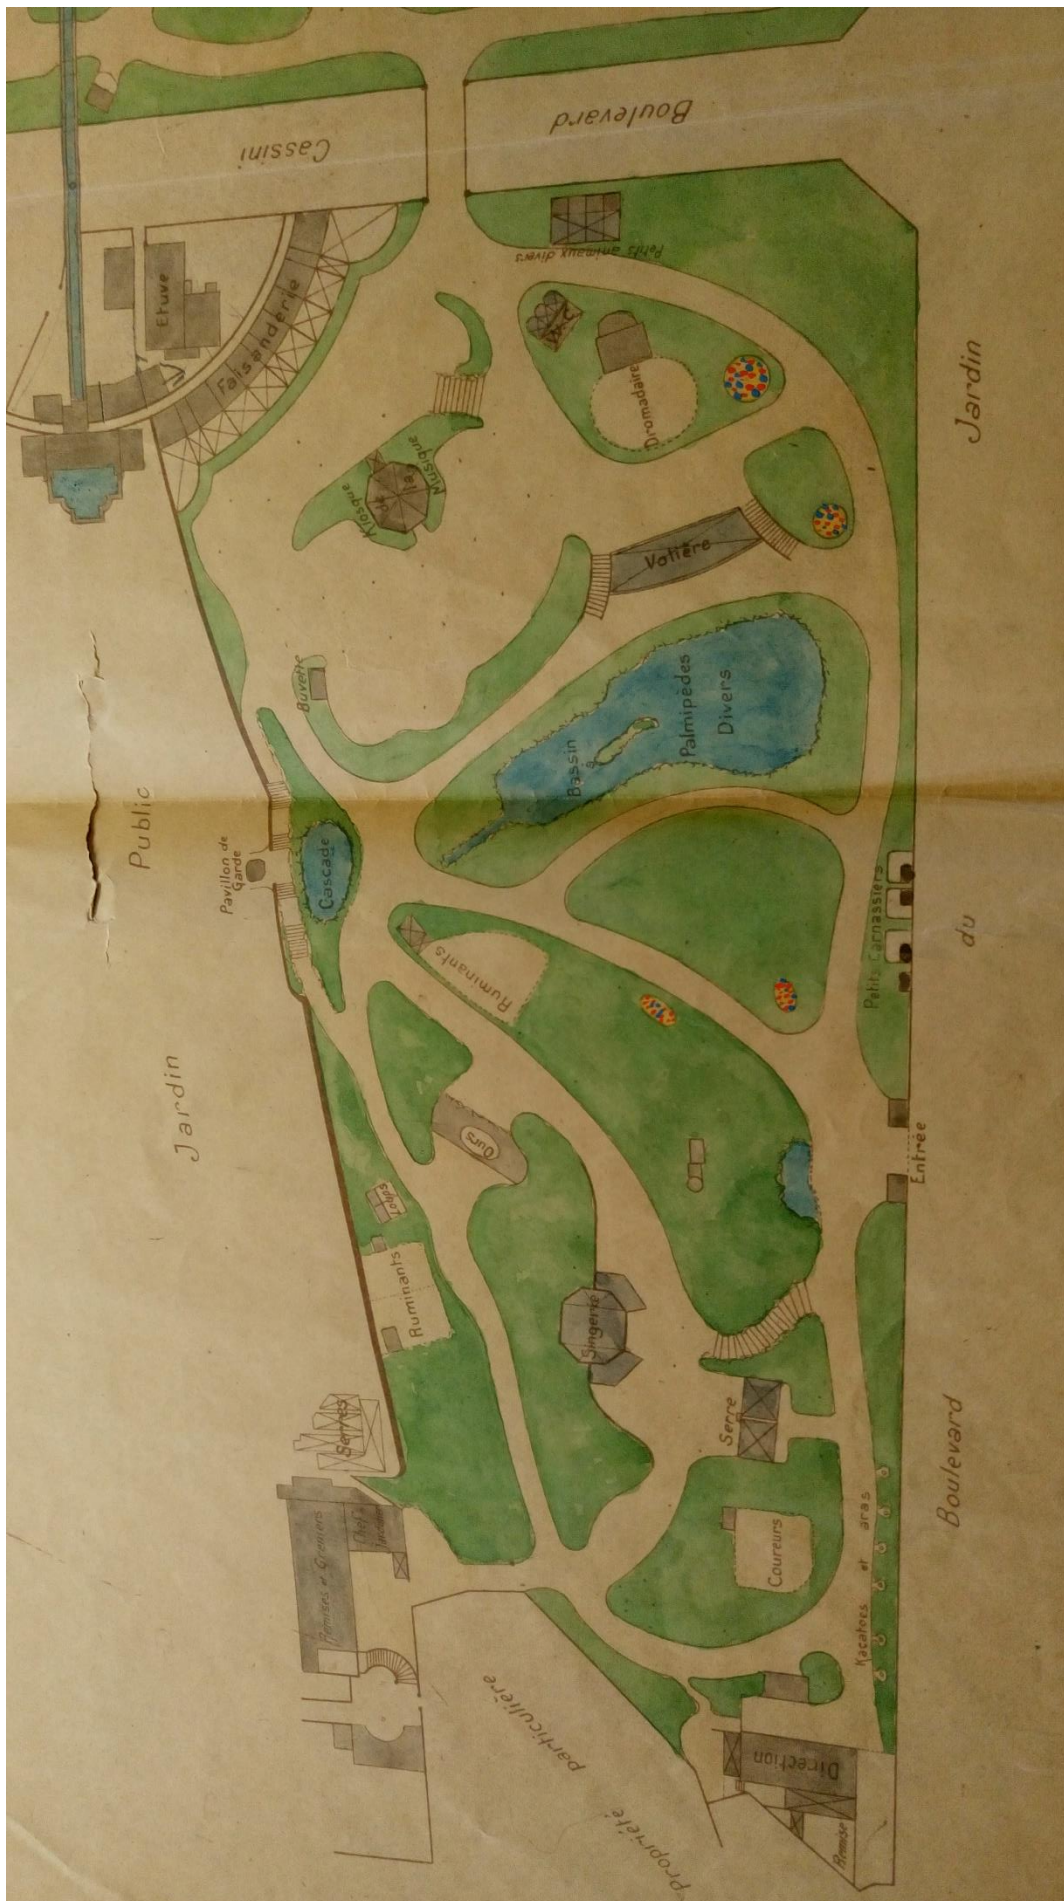 Boulevard
Cassini
Petits animaux divers
Etuve
Faisanderie
Dromadaire
Jardin
Kiosque
de
la
Musique
Volière
Buvette
Bassin
Palmipèdes
Divers
Public
Pavillon de
Garde
Cascade
Petits Carnassiers
du
Ruminants
Jardin
Ours
Loups
Entrée
Ruminants
Singerie
Serres
Serre
Boulevard
Remises et Greniers
Chef
Coureurs
Kacatoes et aras
Propriété particulière
Direction
Remise